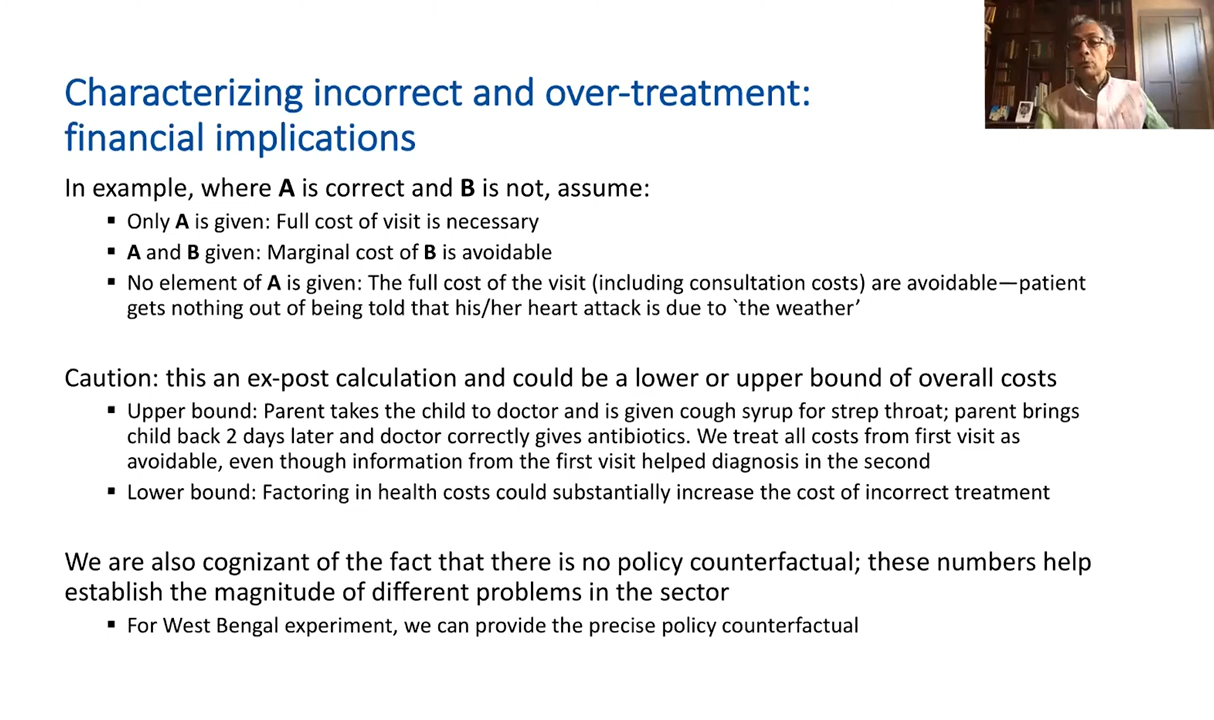 Characterizing incorrect and over-treatment:
financial implications
In example, where A is correct and B is not, assume:
▪ Only A is given: Full cost of visit is necessary
▪ A and B given: Marginal cost of B is avoidable
▪ No element of A is given: The full cost of the visit (including consultation costs) are avoidable—patient
gets nothing out of being told that his/her heart attack is due to `the weather’
Caution: this an ex-post calculation and could be a lower or upper bound of overall costs
▪ Upper bound: Parent takes the child to doctor and is given cough syrup for strep throat; parent brings
child back 2 days later and doctor correctly gives antibiotics. We treat all costs from first visit as
avoidable, even though information from the first visit helped diagnosis in the second
▪ Lower bound: Factoring in health costs could substantially increase the cost of incorrect treatment
We are also cognizant of the fact that there is no policy counterfactual; these numbers help
establish the magnitude of different problems in the sector
▪ For West Bengal experiment, we can provide the precise policy counterfactual